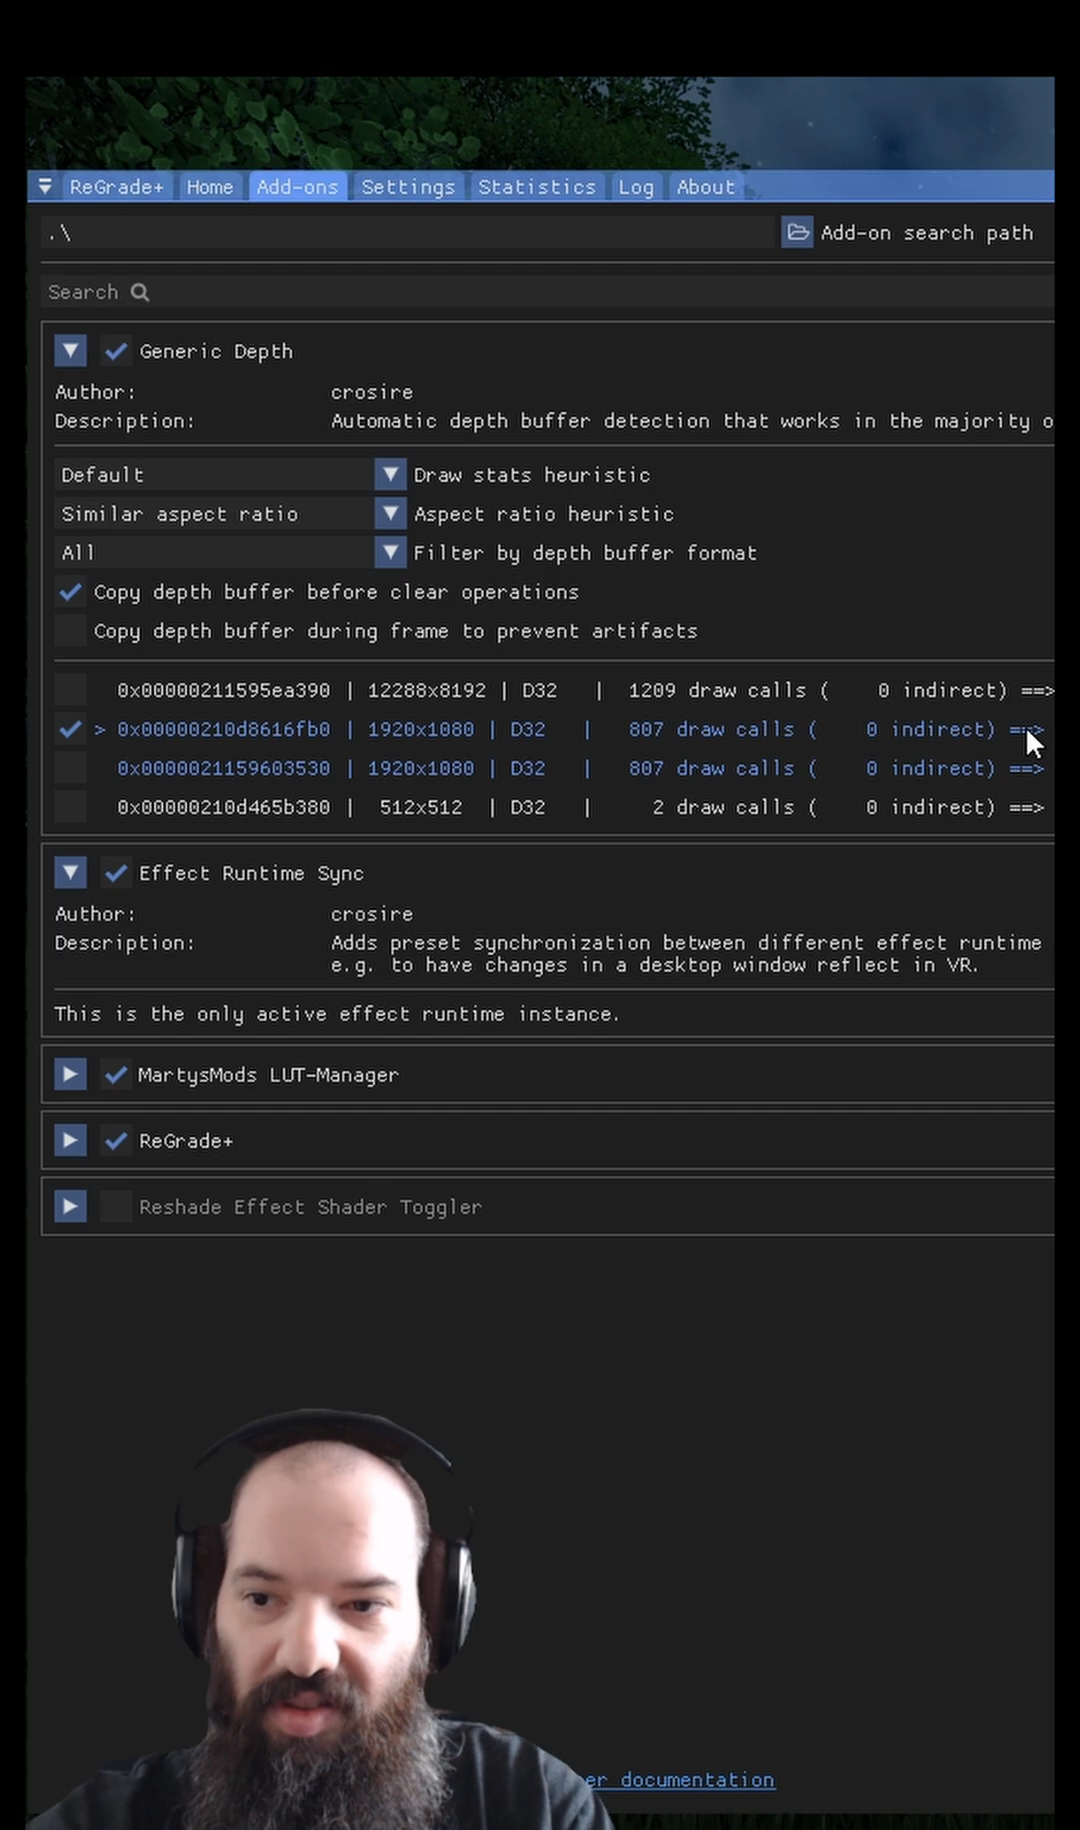 ReGrade+ Home Add-ons Settings Statistics Log About
.\ Add-on search path
Search
Generic Depth
Author: crosire
Description: Automatic depth buffer detection that works in the majority o
Default Draw stats heuristic
Similar aspect ratio Aspect ratio heuristic
All Filter by depth buffer format
Copy depth buffer before clear operations
Copy depth buffer during frame to prevent artifacts
0x00000211595ea390 | 12288x8192 | D32 | 1209 draw calls ( 0 indirect) ==>
> 0x00000210d8616fb0 | 1920x1080 | D32 | 807 draw calls ( 0 indirect) ==>
0x0000021159603530 | 1920x1080 | D32 | 807 draw calls ( 0 indirect) ==>
0x00000210d465b380 | 512x512 | D32 | 2 draw calls ( 0 indirect) ==>
Effect Runtime Sync
Author: crosire
Description: Adds preset synchronization between different effect runtime
e.g. to have changes in a desktop window reflect in VR.
This is the only active effect runtime instance.
MartysMods LUT-Manager
ReGrade+
Reshade Effect Shader Toggler
er documentation